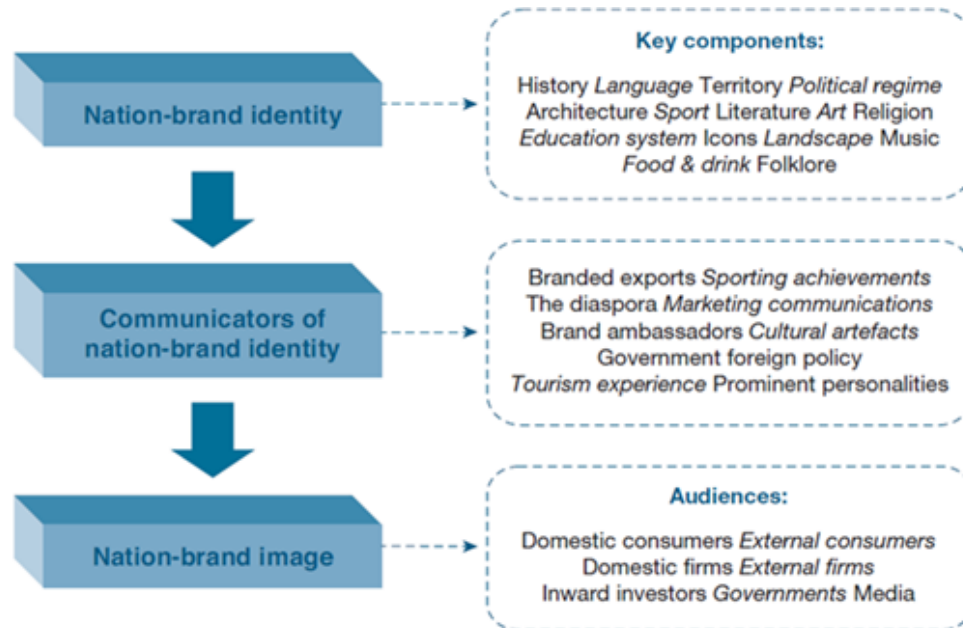 Nation-brand identity
Key components:
History Language Territory Political regime
Architecture Sport Literature Art Religion
Education system Icons Landscape Music
Food & drink Folklore
Communicators of
nation-brand identity
Branded exports Sporting achievements
The diaspora Marketing communications
Brand ambassadors Cultural artefacts
Government foreign policy
Tourism experience Prominent personalities
Nation-brand image
Audiences:
Domestic consumers External consumers
Domestic firms External firms
Inward investors Governments Media